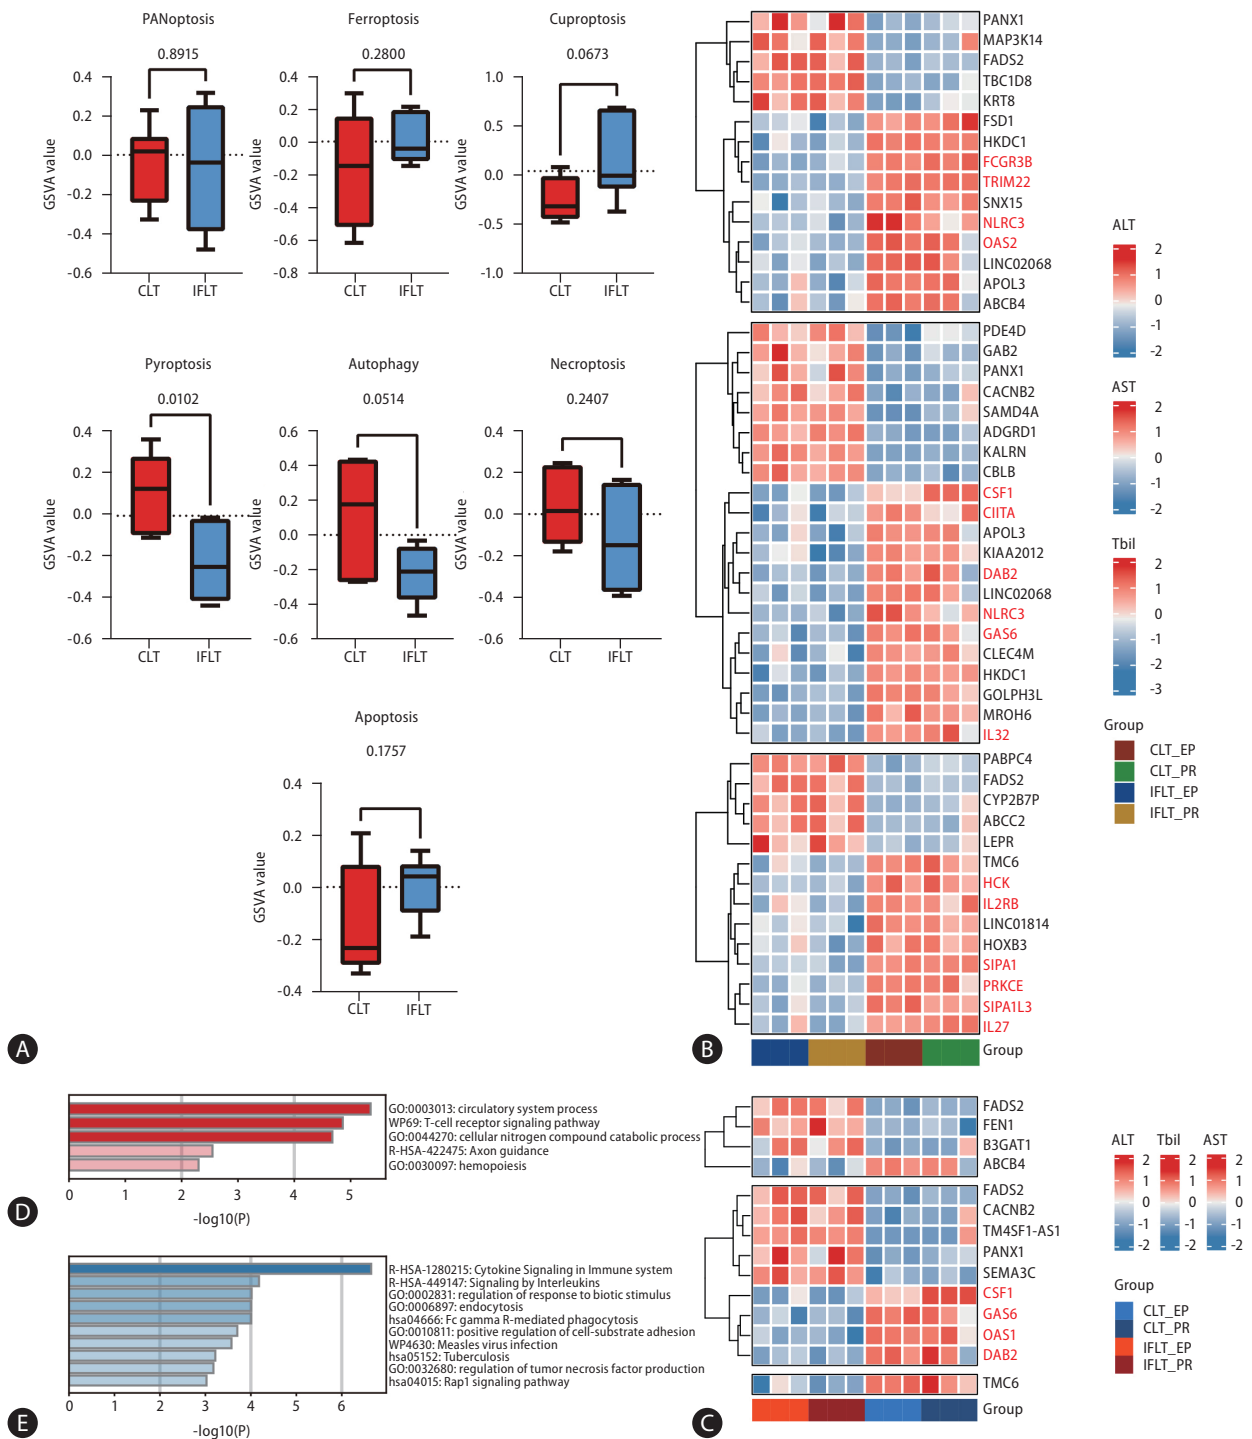 PANoptosis
0.8915
GSVA value
0.4
0.2
0.0
-0.2
-0.4
-0.6
CLT
IFLT
Ferroptosis
0.2800
GSVA value
0.4
0.2
0.0
-0.2
-0.4
-0.6
-0.8
CLT
IFLT
Cuproptosis
0.0673
GSVA value
1.0
0.5
0.0
-0.5
-1.0
CLT
IFLT
Pyroptosis
0.0102
GSVA value
0.4
0.2
0.0
-0.2
-0.4
-0.6
CLT
IFLT
Autophagy
0.0514
GSVA value
0.6
0.4
0.2
0.0
-0.2
-0.4
-0.6
CLT
IFLT
Necroptosis
0.2407
GSVA value
0.4
0.2
0.0
-0.2
-0.4
-0.6
CLT
IFLT
Apoptosis
0.1757
GSVA value
0.4
0.2
0.0
-0.2
-0.4
CLT
IFLT
A
PANX1
MAP3K14
FADS2
TBC1D8
KRT8
FSD1
HKDC1
FCGR3B
TRIM22
SNX15
NLRC3
OAS2
LINC02068
APOL3
ABCB4
PDE4D
GAB2
PANX1
CACNB2
SAMD4A
ADGRD1
KALRN
CBLB
CSF1
CIITA
APOL3
KIAA2012
DAB2
LINC02068
NLRC3
GAS6
CLEC4M
HKDC1
GOLPH3L
MROH6
IL32
PABPC4
FADS2
CYP2B7P
ABCC2
LEPR
TMC6
HCK
IL2RB
LINC01814
HOXB3
SIPA1
PRKCE
SIPA1L3
IL27
Group
ALT
2
1
0
-1
-2
AST
2
1
0
-1
-2
Tbil
2
1
0
-1
-2
-3
Group
CLT_EP
CLT_PR
IFLT_EP
IFLT_PR
B
GO:0003013: circulatory system process
WP69: T-cell receptor signaling pathway
GO:0044270: cellular nitrogen compound catabolic process
R-HSA-422475: Axon guidance
GO:0030097: hemopoiesis
0 1 2 3 4 5
-log10(P)
D
R-HSA-1280215: Cytokine Signaling in Immune system
R-HSA-449147: Signaling by Interleukins
GO:0002831: regulation of response to biotic stimulus
GO:0006897: endocytosis
hsa04666: Fc gamma R-mediated phagocytosis
GO:0010811: positive regulation of cell-substrate adhesion
WP4630: Measles virus infection
hsa05152: Tuberculosis
GO:0032680: regulation of tumor necrosis factor production
hsa04015: Rap1 signaling pathway
0 1 2 3 4 5 6
-log10(P)
E
FADS2
FEN1
B3GAT1
ABCB4
FADS2
CACNB2
TM4SF1-AS1
PANX1
SEMA3C
CSF1
GAS6
OAS1
DAB2
TMC6
Group
ALT Tbil AST
2 2 2
1 1 1
0 0 0
-1 -1 -1
-2 -2 -2
Group
CLT_EP
CLT_PR
IFLT_EP
IFLT_PR
C